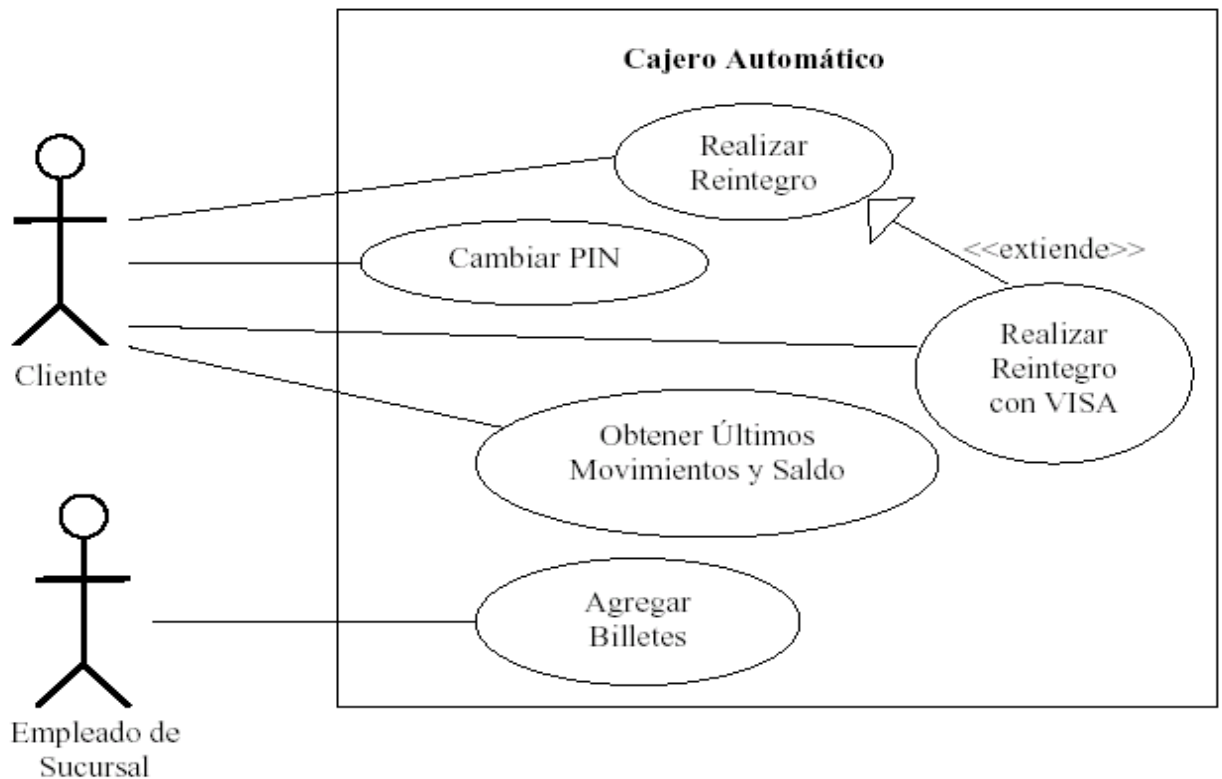 Cajero Automático
Realizar
Reintegro
Cambiar PIN
<<extiende>>
Realizar
Reintegro
con VISA
Cliente
Obtener Últimos
Movimientos y Saldo
Agregar
Billetes
Empleado de
Sucursal